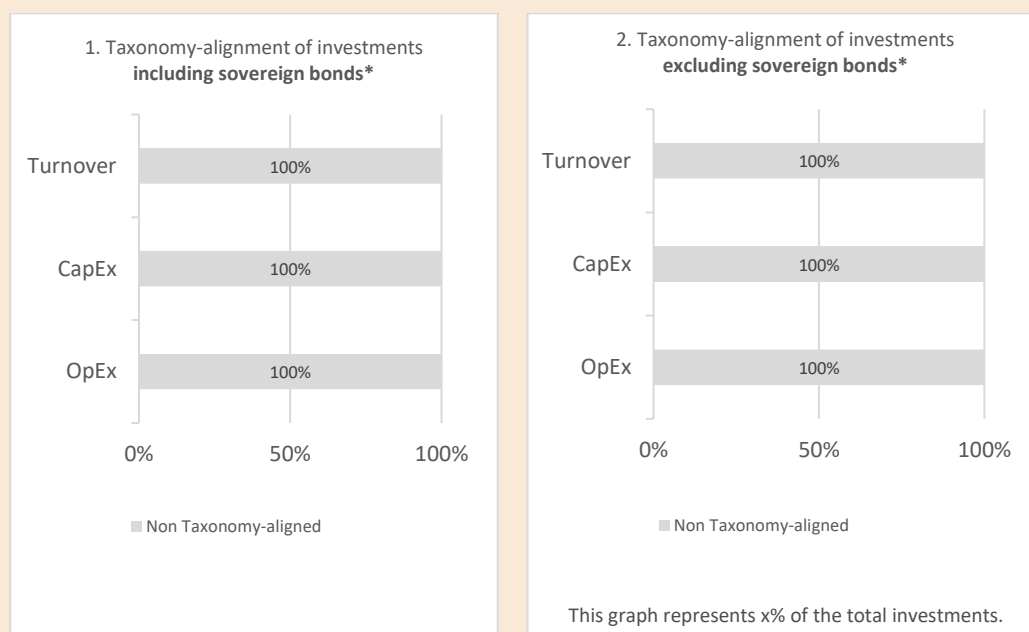 1. Taxonomy-alignment of investments
including sovereign bonds*
Turnover
100%
CapEx
100%
OpEx
100%
0% 50% 100%
Non Taxonomy-aligned
2. Taxonomy-alignment of investments
excluding sovereign bonds*
Turnover
100%
CapEx
100%
OpEx
100%
0% 50% 100%
Non Taxonomy-aligned
This graph represents x% of the total investments.